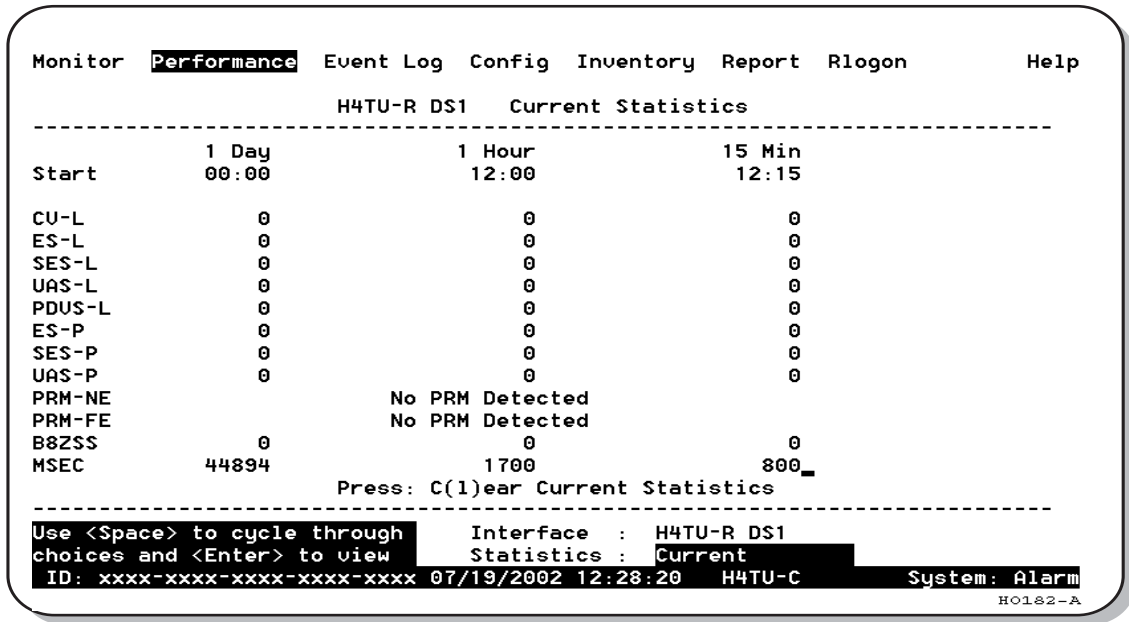 Monitor Performance Event Log Config Inventory Report Rlogon Help
H4TU-R DS1 Current Statistics
1 Day 1 Hour 15 Min
Start 00:00 12:00 12:15
CV-L 0 0 0
ES-L 0 0 0
SES-L 0 0 0
UAS-L 0 0 0
PDVS-L 0 0 0
ES-P 0 0 0
SES-P 0 0 0
UAS-P 0 0 0
PRM-NE No PRM Detected
PRM-FE No PRM Detected
B8ZSS 0 0 0
MSEC 44894 1700 800
Press: C(l)ear Current Statistics
Use <Space> to cycle through Interface : H4TU-R DS1
choices and <Enter> to view Statistics : Current
ID: xxxx-xxxx-xxxx-xxxx-xxxx 07/19/2002 12:28:20 H4TU-C System: Alarm
HO182-A